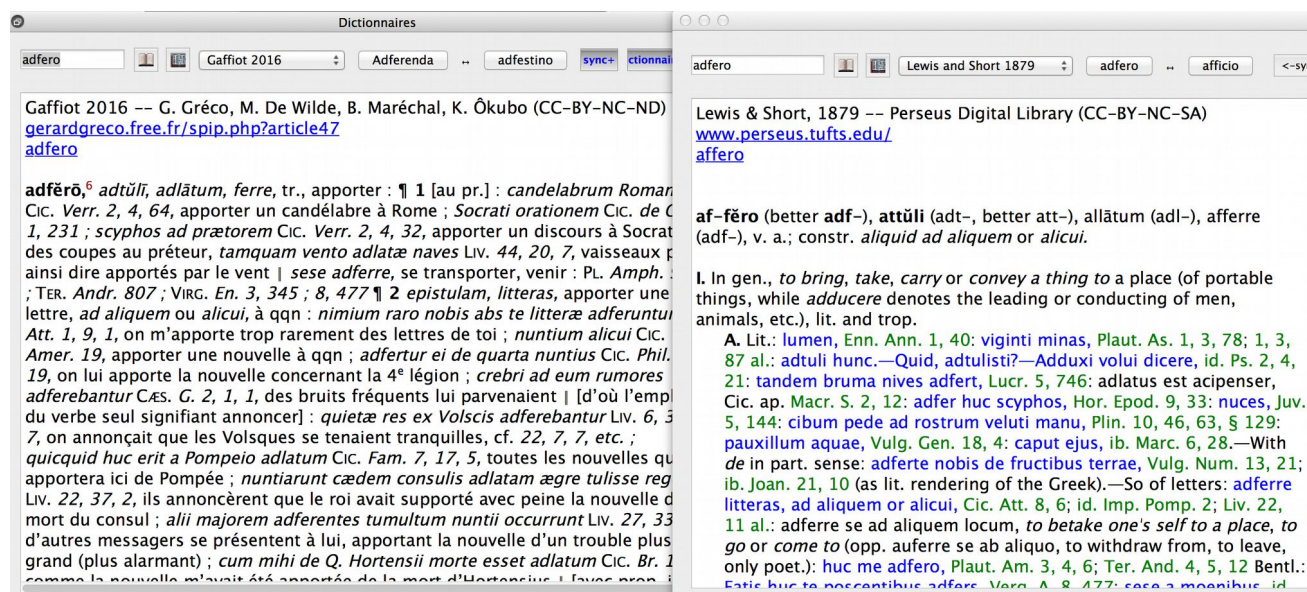 Dictionnaires
adfero
Gaffiot 2016
Adferenda
↔
adfestino
sync+
Gaffiot 2016 -- G. Gréco, M. De Wilde, B. Maréchal, K. Ôkubo (CC-BY-NC-ND)
gerardgreco.free.fr/spip.php?article47
adfero
adfĕrō,6 adtŭlī, adlātum, ferre, tr., apporter : ¶ 1 [au pr.] : candelabrum
Cic. Verr. 2, 4, 64, apporter un candélabre à Rome ; Socrati orationem Cic. de
1, 231 ; scyphos ad prætorem Cic. Verr. 2, 4, 32, apporter un discours à
des coupes au préteur, tamquam vento adlatæ naves Liv. 44, 20, 7, vaisseaux
ainsi dire apportés par le vent | sese adferre, se transporter, venir : Pl. Amph.
; Ter. Andr. 807 ; Virg. En. 3, 345 ; 8, 477 ¶ 2 epistulam, litteras, apporter une
lettre, ad aliquem ou alicui, à qqn : nimium raro nobis abs te litteræ
Att. 1, 9, 1, on m'apporte trop rarement des lettres de toi ; nuntium alicui Cic.
Amer. 19, apporter une nouvelle à qqn ; adfertur ei de quarta nuntius Cic. Phil.
19, on lui apporte la nouvelle concernant la 4e légion ; crebri ad eum rumores
adferebantur Cæs. G. 2, 1, 1, des bruits fréquents lui parvenaient | [d'où
du verbe seul signifiant annoncer] : quietæ res ex Volscis adferebantur Liv. 6,
7, on annonçait que les Volsques se tenaient tranquilles, cf. 22, 7, 7, etc. ;
quicquid huc erit a Pompeio adlatum Cic. Fam. 7, 17, 5, toutes les nouvelles
apportera ici de Pompée ; nuntiarunt cædem consulis adlatam ægre tulisse
Liv. 22, 37, 2, ils annoncèrent que le roi avait supporté avec peine la nouvelle
mort du consul ; alii majorem adferentes tumultum nuntii occurrunt Liv. 27, 33
d'autres messagers se présentent à lui, apportant la nouvelle d'un trouble plus
grand (plus alarmant) ; cum mihi de Q. Hortensii morte esset adlatum Cic. Br.
comme la nouvelle m'avait été apportée de la mort d'Hortensius | [avec pron.
adfero
Lewis and Short 1879
adfero
↔
afficio
Lewis & Short, 1879 -- Perseus Digital Library (CC-BY-NC-SA)
www.perseus.tufts.edu/
affero
af-fĕro (better adf-), attŭli (adt-, better att-), allātum (adl-), afferre
(adf-), v. a.; constr. aliquid ad aliquem or alicui.
I. In gen., to bring, take, carry or convey a thing to a place (of portable
things, while adducere denotes the leading or conducting of men,
animals, etc.), lit. and trop.
A. Lit.: lumen, Enn. Ann. 1, 40: viginti minas, Plaut. As. 1, 3, 78; 1, 3,
87 al.: adtuli hunc.—Quid, adtulisti?—Adduxi volui dicere, id. Ps. 2, 4,
21: tandem bruma nives adfert, Lucr. 5, 746: adlatus est acipenser,
Cic. ap. Macr. S. 2, 12: adfer huc scyphos, Hor. Epod. 9, 33: nuces, Juv.
5, 144: cibum pede ad rostrum veluti manu, Plin. 10, 46, 63, § 129:
pauxillum aquae, Vulg. Gen. 18, 4: caput ejus, ib. Marc. 6, 28.—With
de in part. sense: adferte nobis de fructibus terrae, Vulg. Num. 13, 21;
ib. Joan. 21, 10 (as lit. rendering of the Greek).—So of letters: adferre
litteras, ad aliquem or alicui, Cic. Att. 8, 6; id. Imp. Pomp. 2; Liv. 22,
11 al.: adferre se ad aliquem locum, to betake one's self to a place, to
go or come to (opp. auferre se ab aliquo, to withdraw from, to leave,
only poet.): huc me adfero, Plaut. Am. 3, 4, 6; Ter. And. 4, 5, 12 Bentl.:
Fatis huc te poscentibus adfers, Verg. A. 8, 477: sese a moenibus, id.